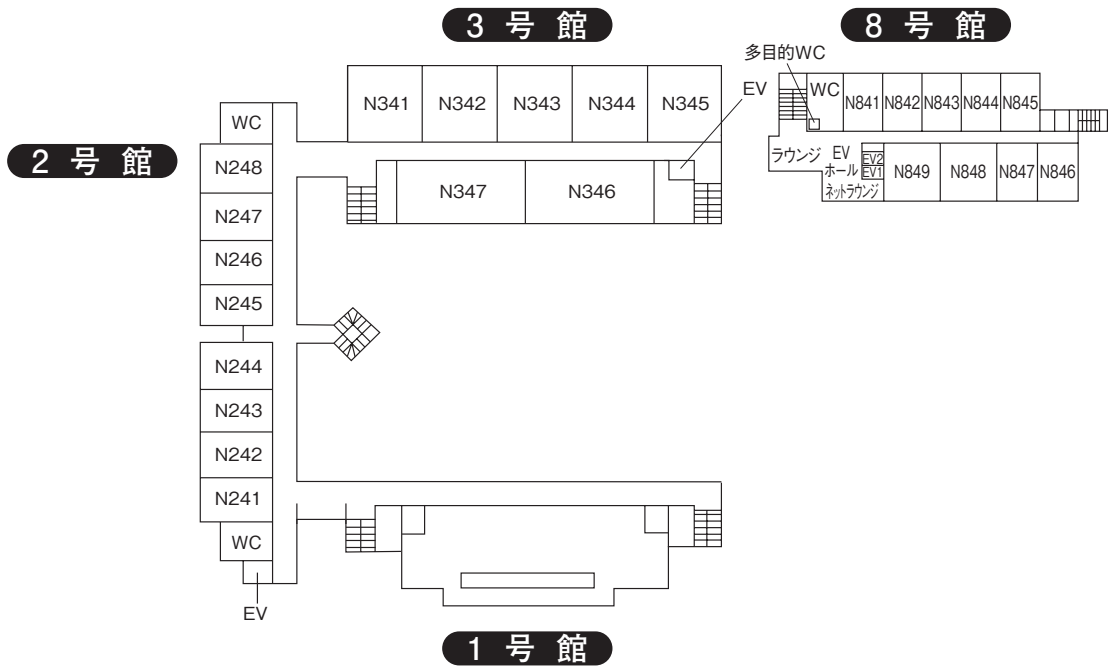 3 号 館
8 号 館
2 号 館
1 号 館
N341
N342
N343
N344
N345
EV
N347
N346
WC
N248
N247
N246
N245
N244
N243
N242
N241
WC
EV
多目的WC
WC
N841
N842
N843
N844
N845
ラウンジ
EV
ホール
ネットラウンジ
EV2
EV1
N849
N848
N847
N846